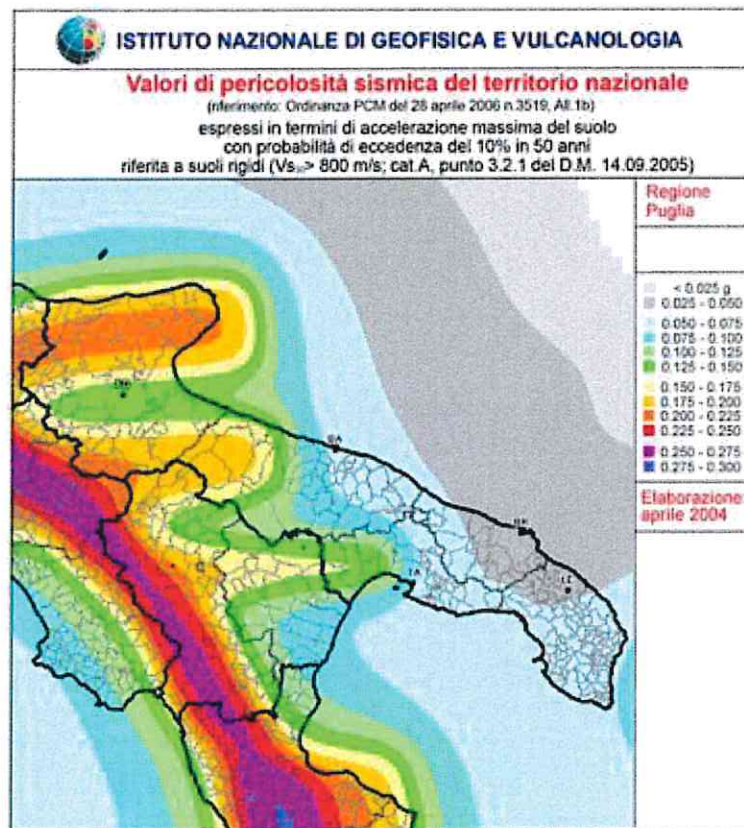 ISTITUTO NAZIONALE DI GEOFISICA E VULCANOLOGIA
Valori di pericolosità sismica del territorio nazionale
(riferimento: Ordinanza PCM del 28 aprile 2006 n.3519, All.1b)
espressi in termini di accelerazione massima del suolo
con probabilità di eccedenza del 10% in 50 anni
riferita a suoli rigidi (Vs₃₀> 800 m/s; cat.A, punto 3.2.1 del D.M. 14.09.2005)
Regione
Puglia
< 0.025 g
0.025 - 0.050
0.050 - 0.075
0.075 - 0.100
0.100 - 0.125
0.125 - 0.150
0.150 - 0.175
0.175 - 0.200
0.200 - 0.225
0.225 - 0.250
0.250 - 0.275
0.275 - 0.300
Elaborazione
aprile 2004
BA
BR
TA
LE